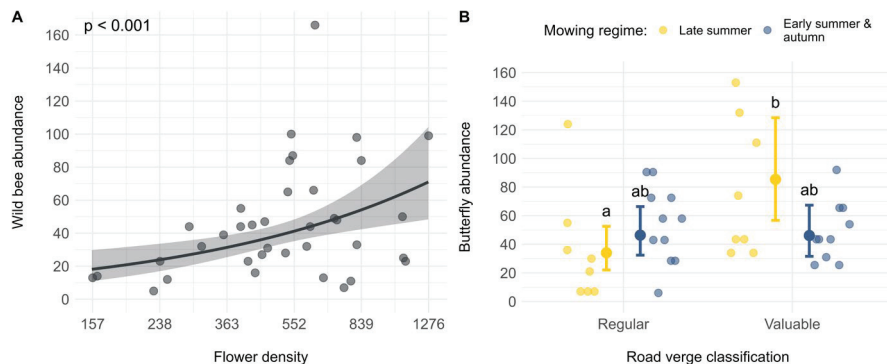 A
p < 0.001
Wild bee abundance
160
140
120
100
80
60
40
20
0
157 238 363 552 839 1276
Flower density
B
Mowing regime: Late summer Early summer &
autumn
Butterfly abundance
160
140
120
100
80
60
40
20
0
a
ab
b
ab
Regular Valuable
Road verge classification